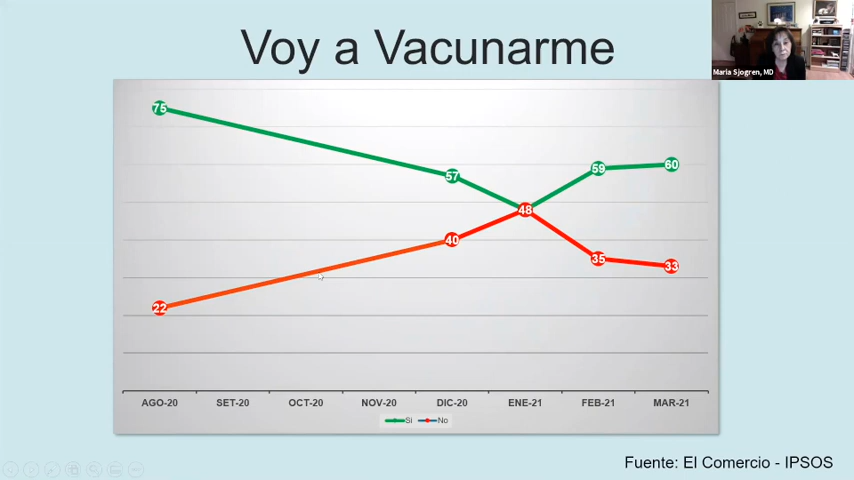 Voy a Vacunarme
Maria Sjogren, MD
75
57
59
60
48
40
35
33
22
AGO-20 SET-20 OCT-20 NOV-20 DIC-20 ENE-21 FEB-21 MAR-21
Si No
Fuente: El Comercio - IPSOS